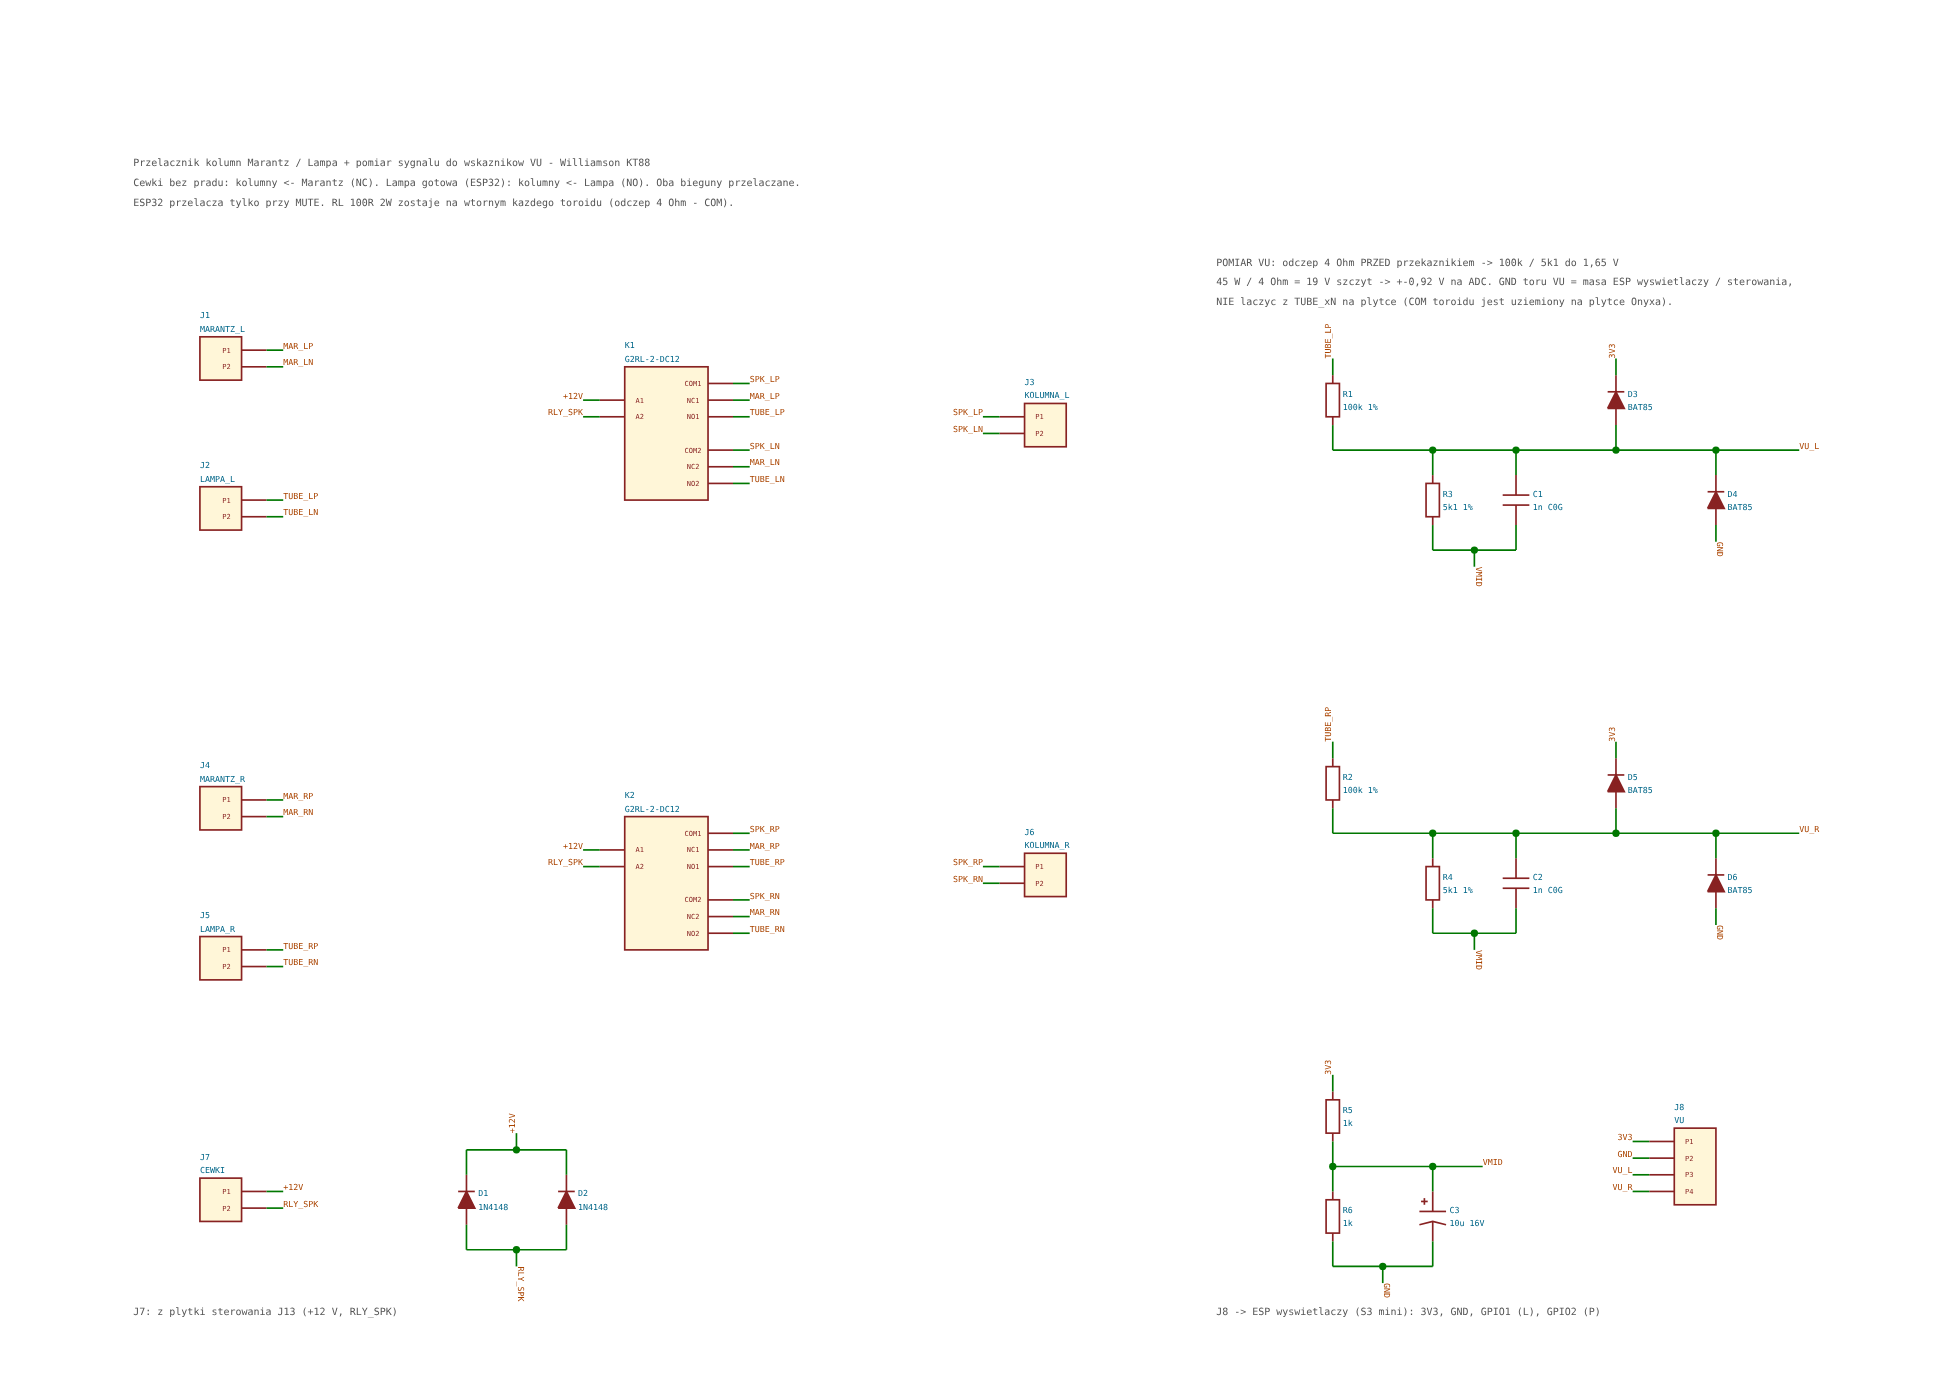 Przelacznik kolumn Marantz / Lampa + pomiar sygnalu do wskaznikow VU - Williamson KT88
Cewki bez pradu: kolumny <- Marantz (NC). Lampa gotowa (ESP32): kolumny <- Lampa (NO). Oba bieguny przelaczane.
ESP32 przelacza tylko przy MUTE. RL 100R 2W zostaje na wtornym kazdego toroidu (odczep 4 Ohm - COM).
J1
MARANTZ_L
P1
MAR_LP
P2
MAR_LN
J2
LAMPA_L
P1
TUBE_LP
P2
TUBE_LN
K1
G2RL-2-DC12
+12V
A1
RLY_SPK
A2
COM1
SPK_LP
NC1
MAR_LP
NO1
TUBE_LP
COM2
SPK_LN
NC2
MAR_LN
NO2
TUBE_LN
J3
KOLUMNA_L
SPK_LP
P1
SPK_LN
P2
POMIAR VU: odczep 4 Ohm PRZED przekaznikiem -> 100k / 5k1 do 1,65 V
45 W / 4 Ohm = 19 V szczyt -> +-0,92 V na ADC. GND toru VU = masa ESP wyswietlaczy / sterowania,
NIE laczyc z TUBE_xN na plytce (COM toroidu jest uziemiony na plytce Onyxa).
TUBE_LP
R1
100k 1%
3V3
D3
BAT85
VU_L
R3
5k1 1%
C1
1n C0G
D4
BAT85
GND
VMID
J4
MARANTZ_R
P1
MAR_RP
P2
MAR_RN
J5
LAMPA_R
P1
TUBE_RP
P2
TUBE_RN
K2
G2RL-2-DC12
+12V
A1
RLY_SPK
A2
COM1
SPK_RP
NC1
MAR_RP
NO1
TUBE_RP
COM2
SPK_RN
NC2
MAR_RN
NO2
TUBE_RN
J6
KOLUMNA_R
SPK_RP
P1
SPK_RN
P2
TUBE_RP
R2
100k 1%
3V3
D5
BAT85
VU_R
R4
5k1 1%
C2
1n C0G
D6
BAT85
GND
VMID
J7
CEWKI
P1
+12V
P2
RLY_SPK
+12V
D1
1N4148
D2
1N4148
RLY_SPK
J7: z plytki sterowania J13 (+12 V, RLY_SPK)
3V3
R5
1k
VMID
R6
1k
+
C3
10u 16V
GND
J8
VU
3V3
P1
GND
P2
VU_L
P3
VU_R
P4
J8 -> ESP wyswietlaczy (S3 mini): 3V3, GND, GPIO1 (L), GPIO2 (P)